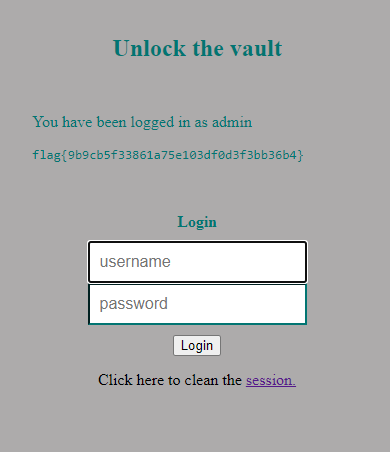 Unlock the vault
You have been logged in as admin
flag{9b9cb5f33861a75e103df0d3f3bb36b4}
Login
username
password
Login
Click here to clean the session.